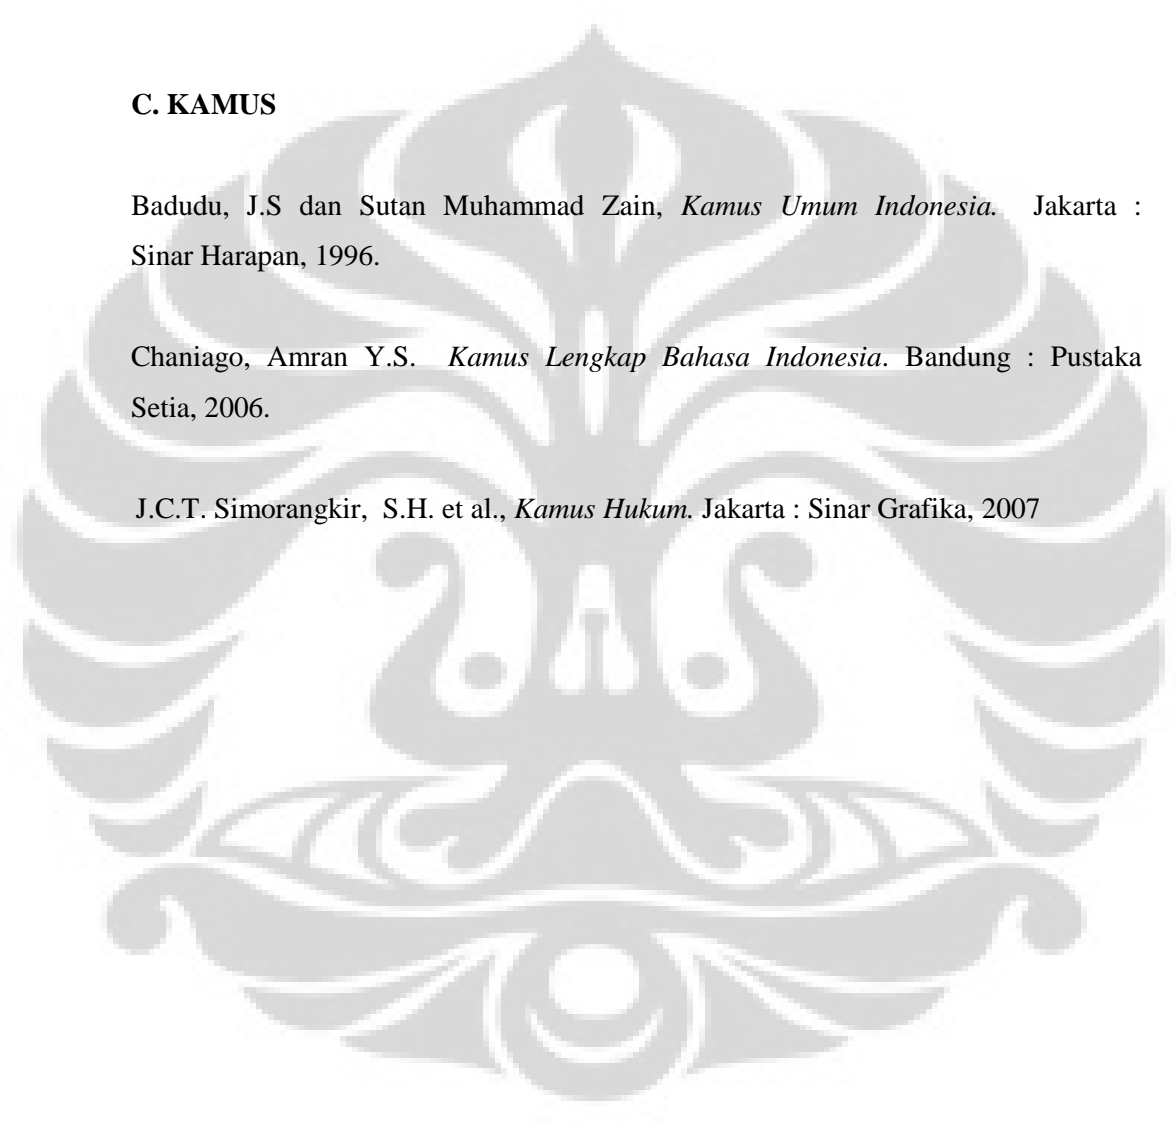 C. KAMUS
Badudu, J.S dan Sutan Muhammad Zain, Kamus Umum Indonesia. Jakarta :
Sinar Harapan, 1996.
Chaniago, Amran Y.S. Kamus Lengkap Bahasa Indonesia. Bandung : Pustaka
Setia, 2006.
J.C.T. Simorangkir, S.H. et al., Kamus Hukum. Jakarta : Sinar Grafika, 2007